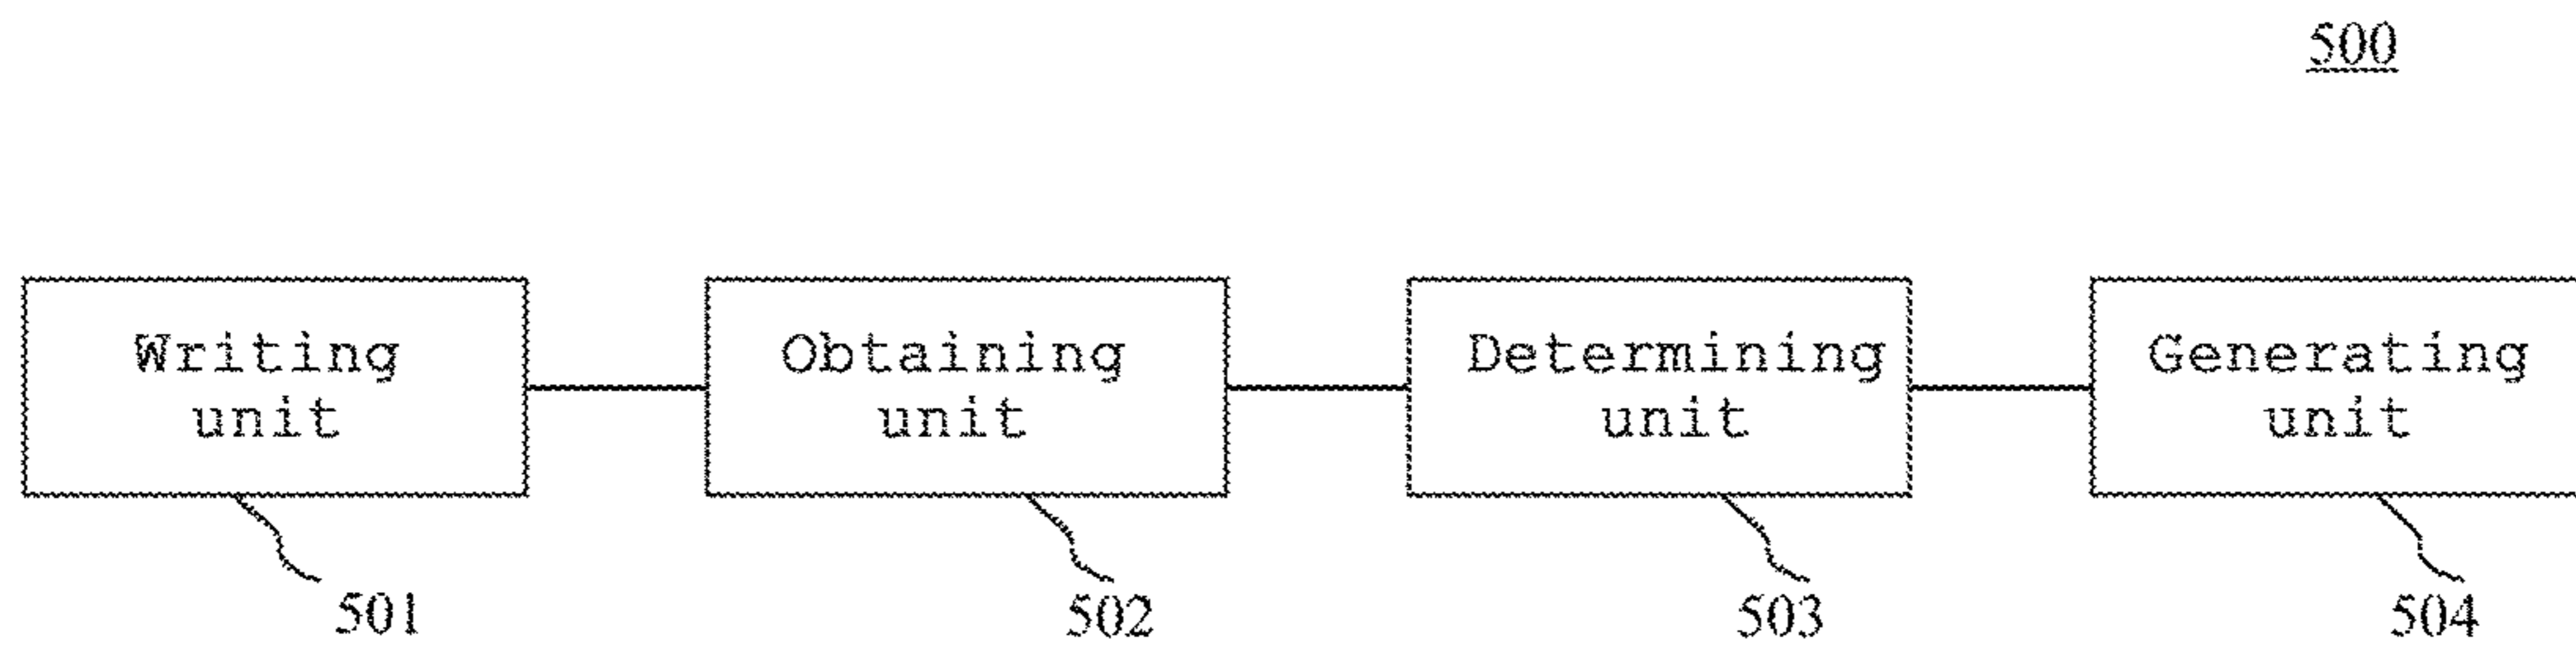 500
Writing
unit
Obtaining
unit
Determining
unit
Generating
unit
501
502
503
504